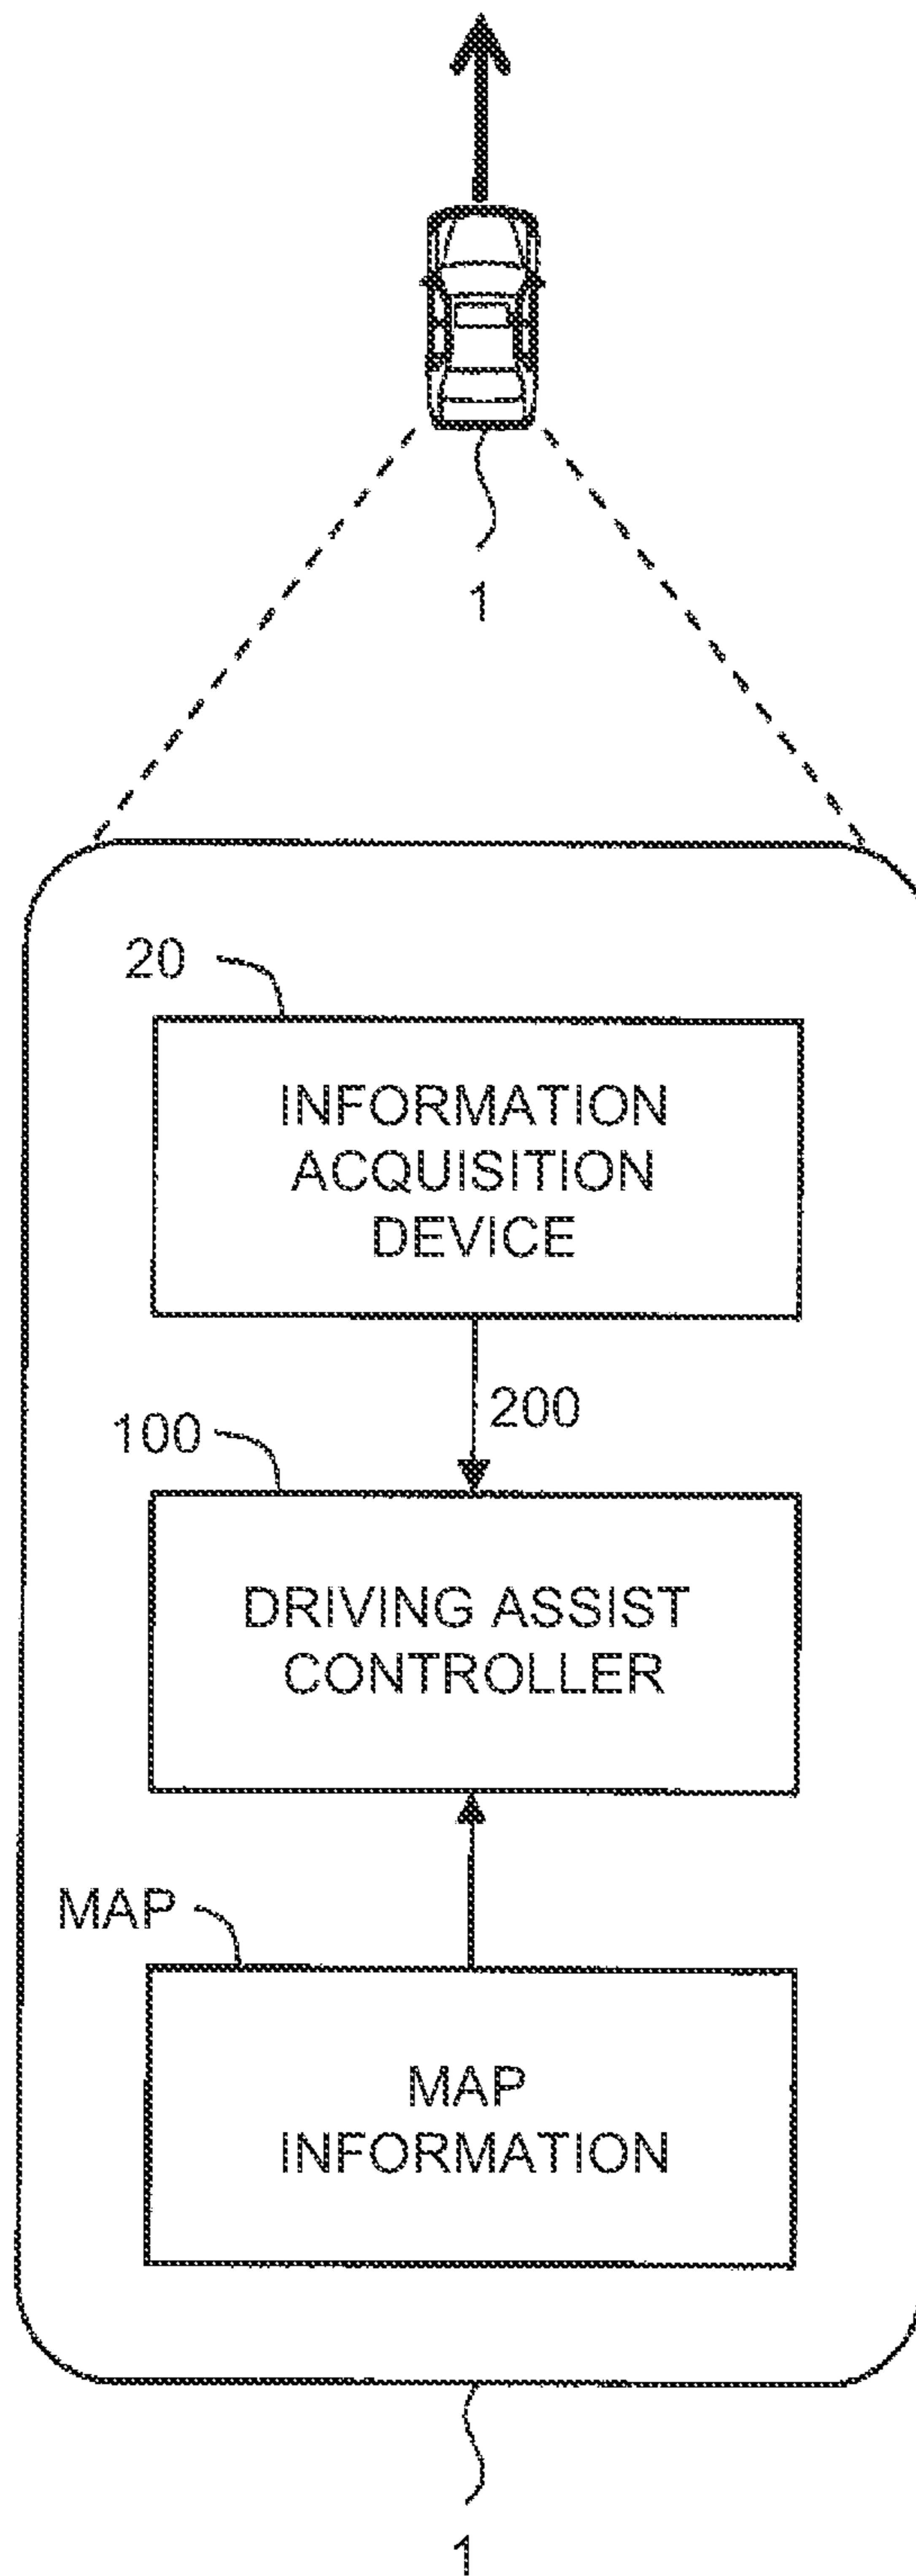 1
20
INFORMATION
ACQUISITION
DEVICE
200
100
DRIVING ASSIST
CONTROLLER
MAP
MAP
INFORMATION
1